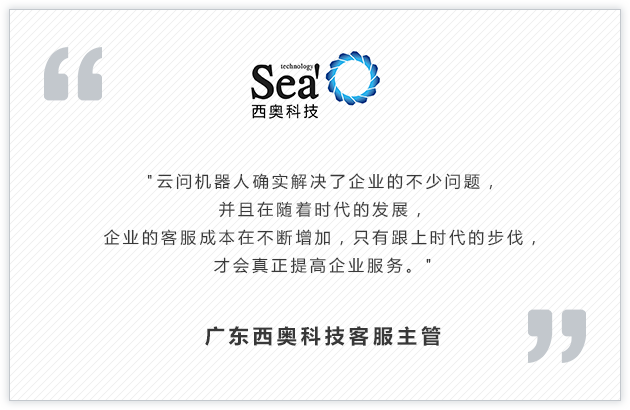 technology
Sea'
西奥科技
"云问机器人确实解决了企业的不少问题，
并且在随着时代的发展，
企业的客服成本在不断增加，只有跟上时代的步伐，
才会真正提高企业服务。"
广东西奥科技客服主管